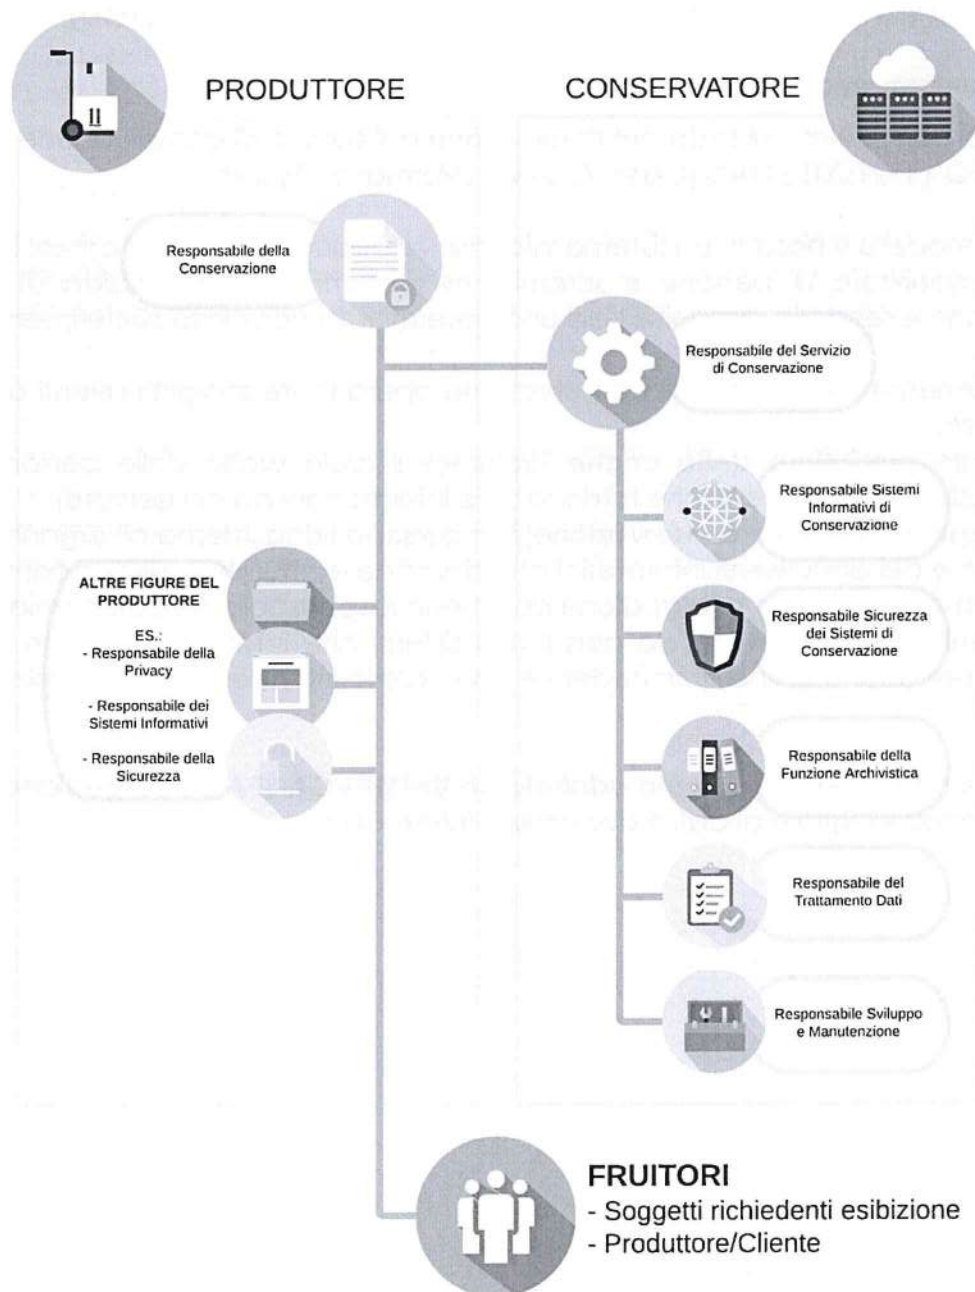 PRODUTTORE
CONSERVATORE
Responsabile della
Conservazione
Responsabile del Servizio
di Conservazione
Responsabile Sistemi
Informativi di
Conservazione
ALTRE FIGURE DEL
PRODUTTORE
ES.:
- Responsabile della
Privacy
- Responsabile dei
Sistemi Informativi
- Responsabile della
Sicurezza
Responsabile Sicurezza
dei Sistemi di
Conservazione
Responsabile della
Funzione Archivistica
Responsabile del
Trattamento Dati
Responsabile Sviluppo
e Manutenzione
FRUITORI
- Soggetti richiedenti esibizione
- Produttore/Cliente